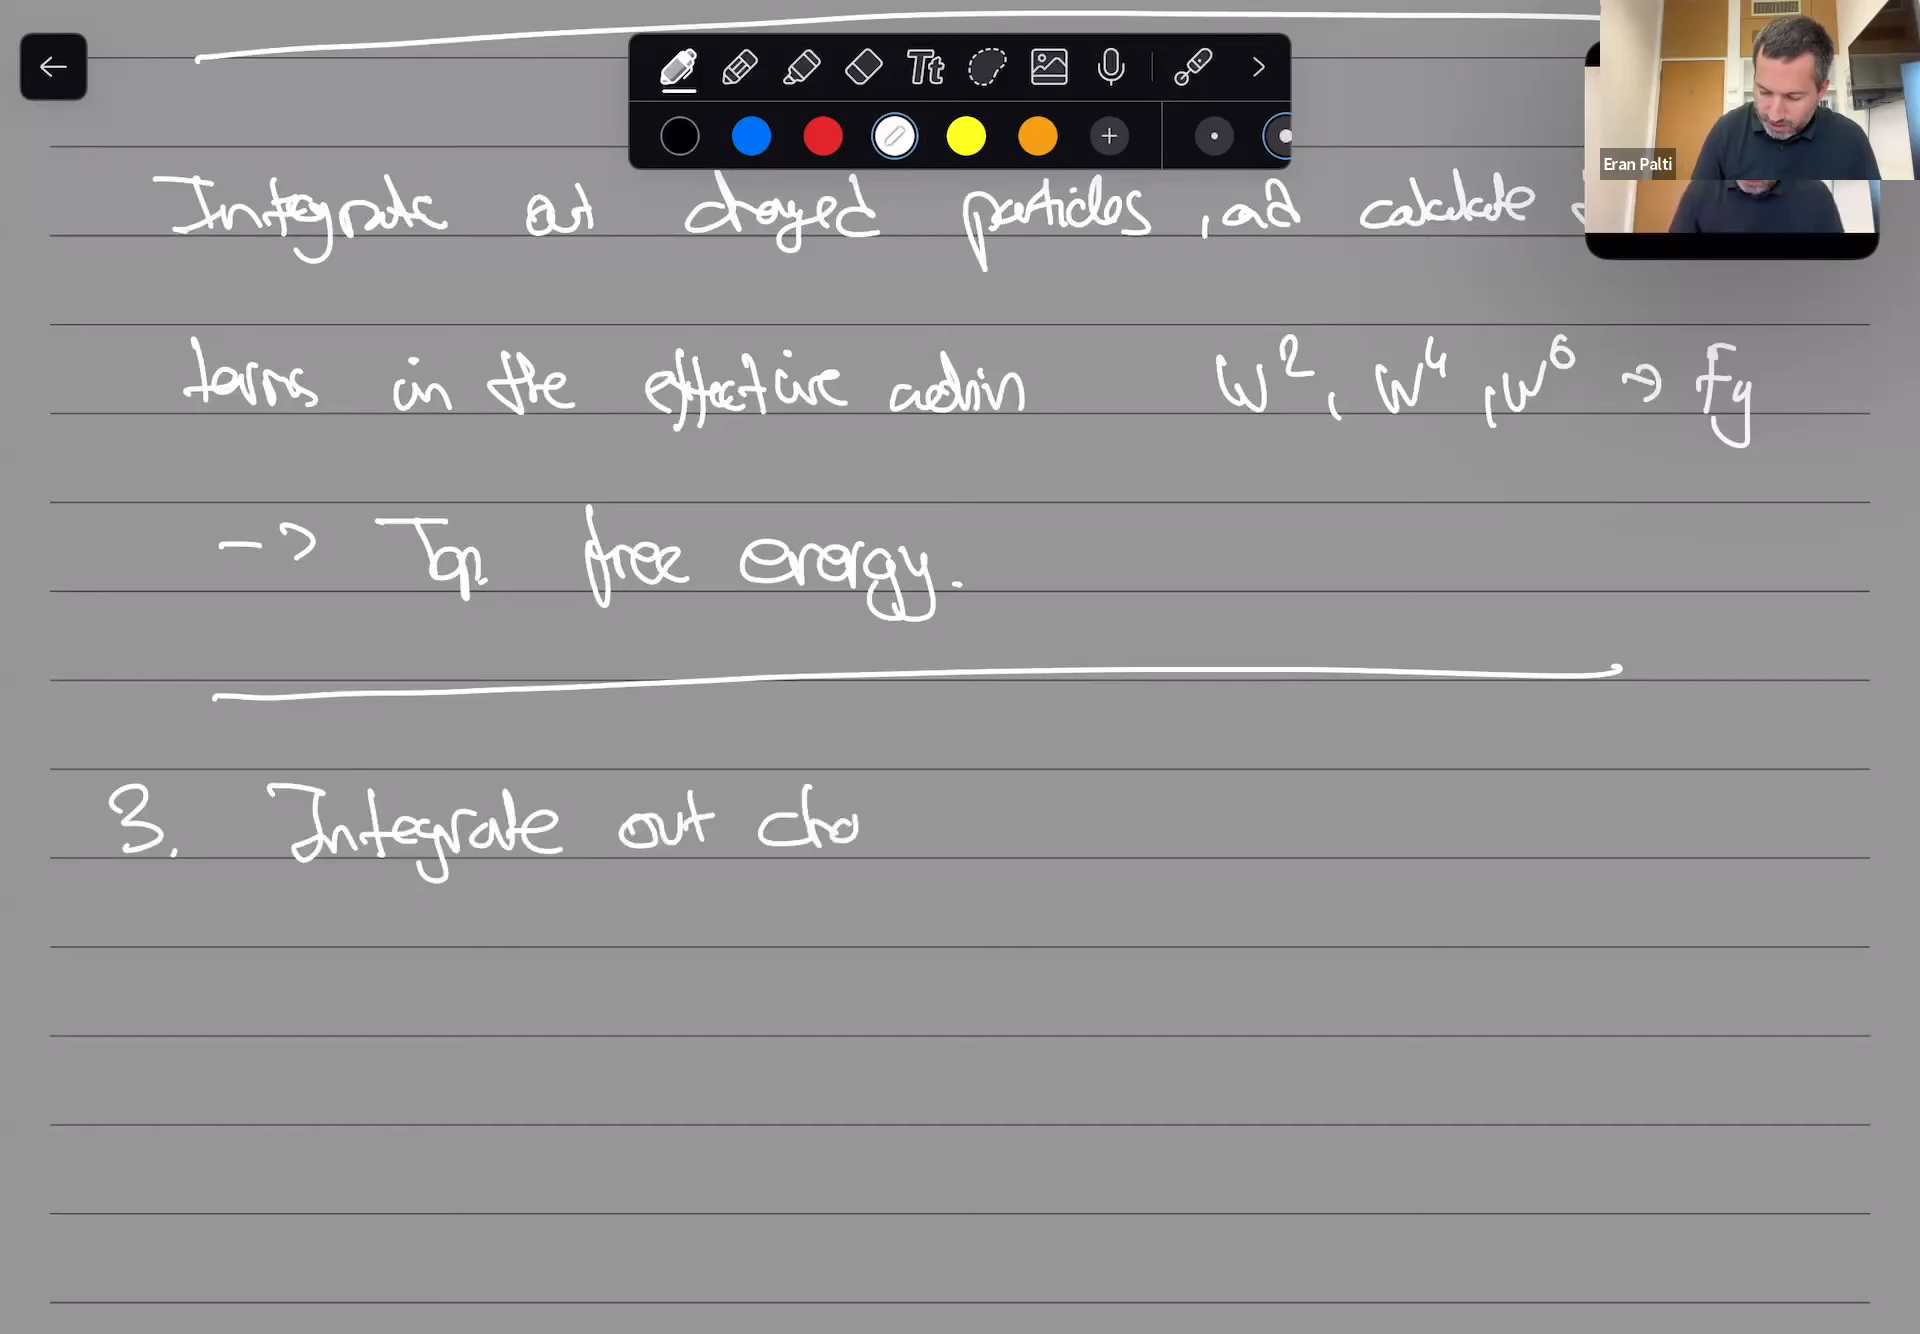 Tt
Eran Palti
Integrate out charged particles, and calculate
terms in the effective action W², W⁴, W⁶ → Fg
-> Top. free energy.
3. Integrate out cha